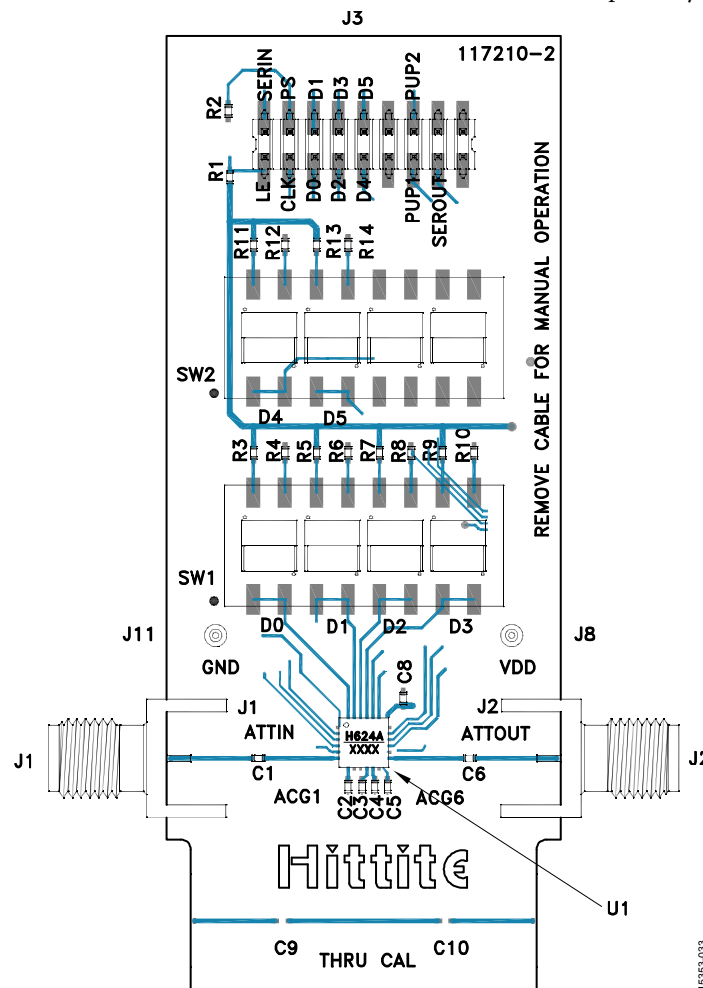 J3
117210-2
SERIN
PS
D1
D3
D5
PUP2
R2
R1
LE
CLK
D0
D2
D4
PUP1
SEROUT
R11
R12
R13
R14
REMOVE CABLE FOR MANUAL OPERATION
SW2
D4
D5
R3
R4
R5
R6
R7
R8
R9
R10
SW1
D0
D1
D2
D3
J11
J8
GND
VDD
C8
J1
J2
ATTIN
H624A
XXXX
ATTOUT
J1
C1
C6
ACG1
C2
C3
C4
C5
ACG6
Hittite
U1
C9
C10
THRU CAL